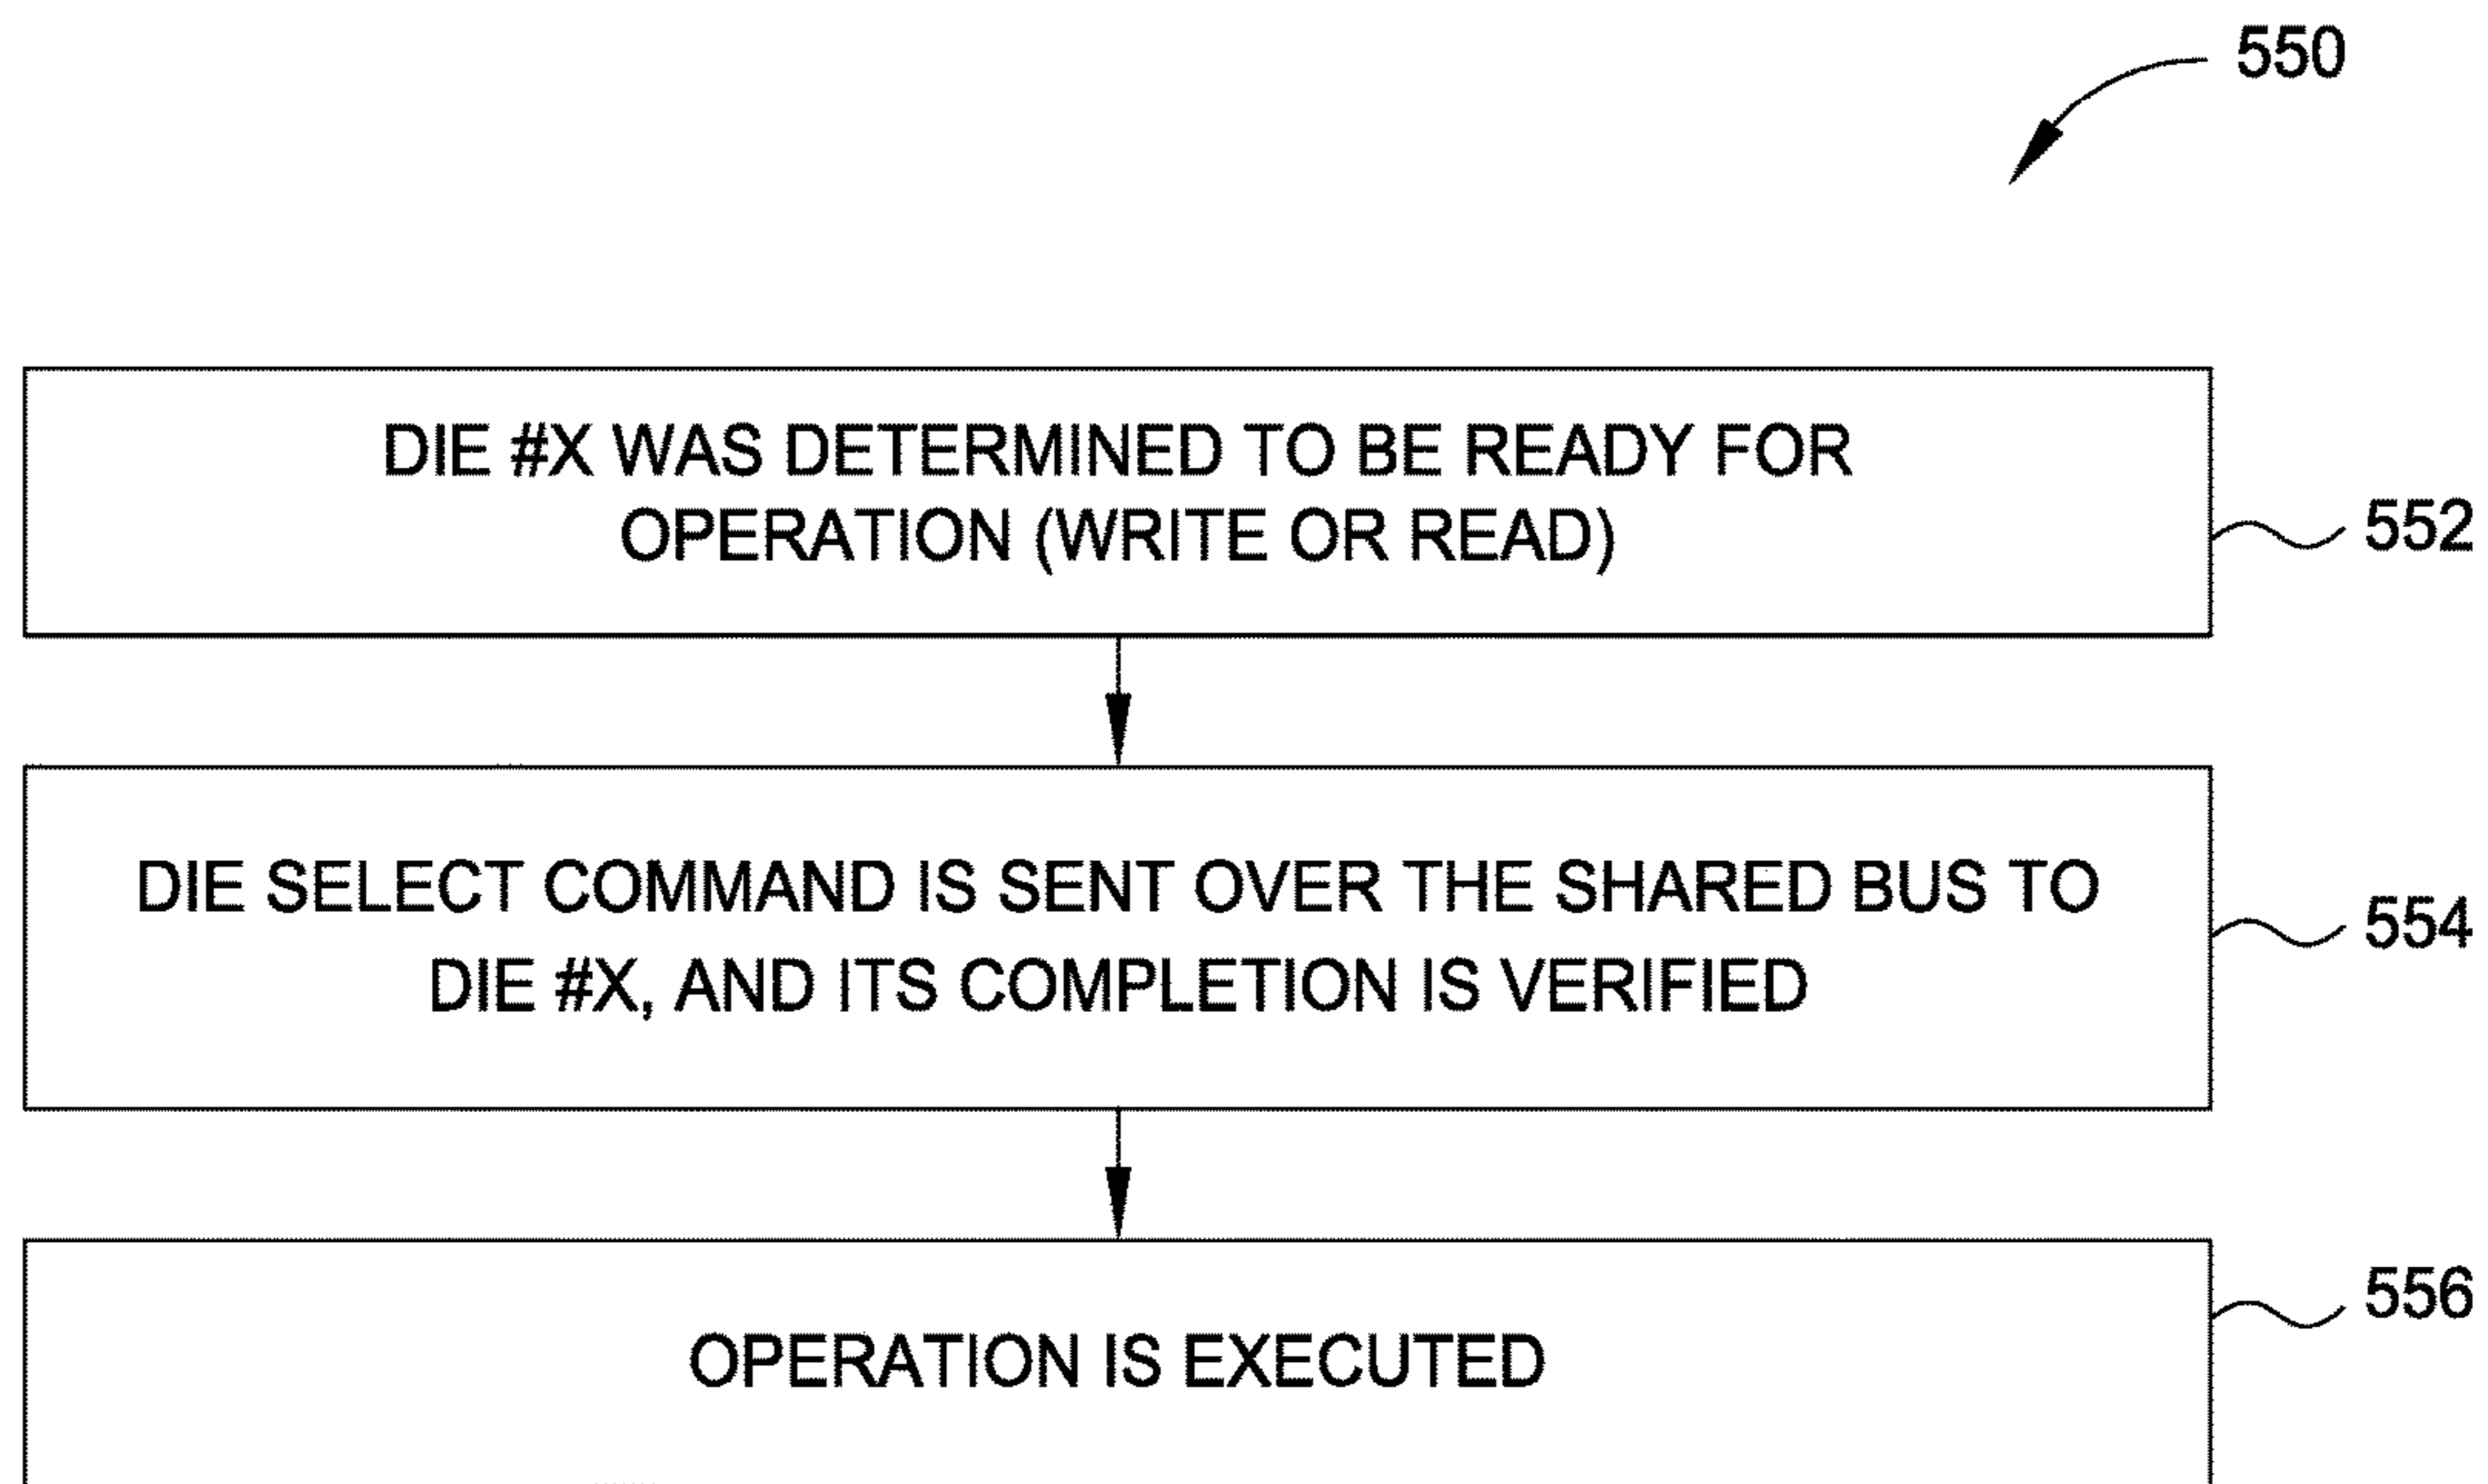 550
DIE #X WAS DETERMINED TO BE READY FOR
OPERATION (WRITE OR READ)
552
DIE SELECT COMMAND IS SENT OVER THE SHARED BUS TO
DIE #X, AND ITS COMPLETION IS VERIFIED
554
556
OPERATION IS EXECUTED